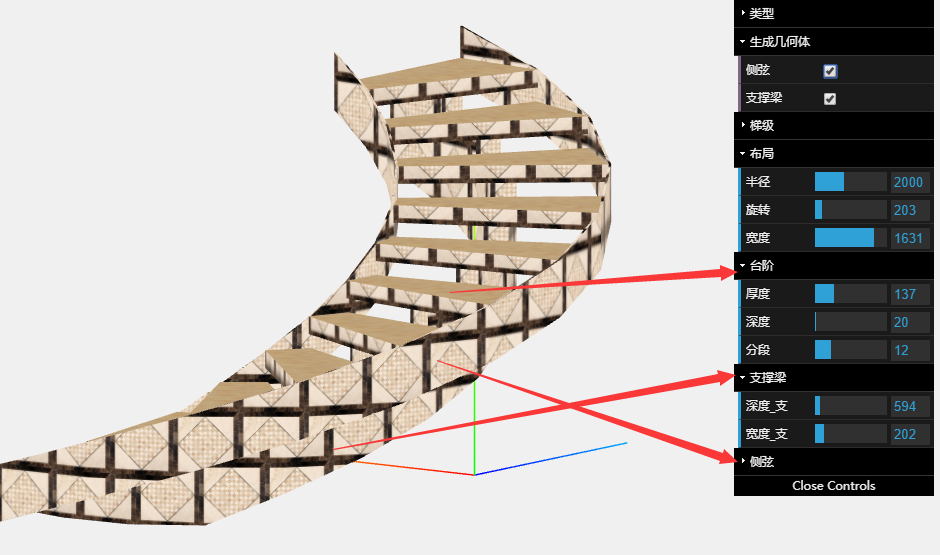 类型
生成几何体
侧弦
支撑梁
梯级
布局
半径 2000
旋转 203
宽度 1631
台阶
厚度 137
深度 20
分段 12
支撑梁
深度_支 594
宽度_支 202
侧弦
Close Controls